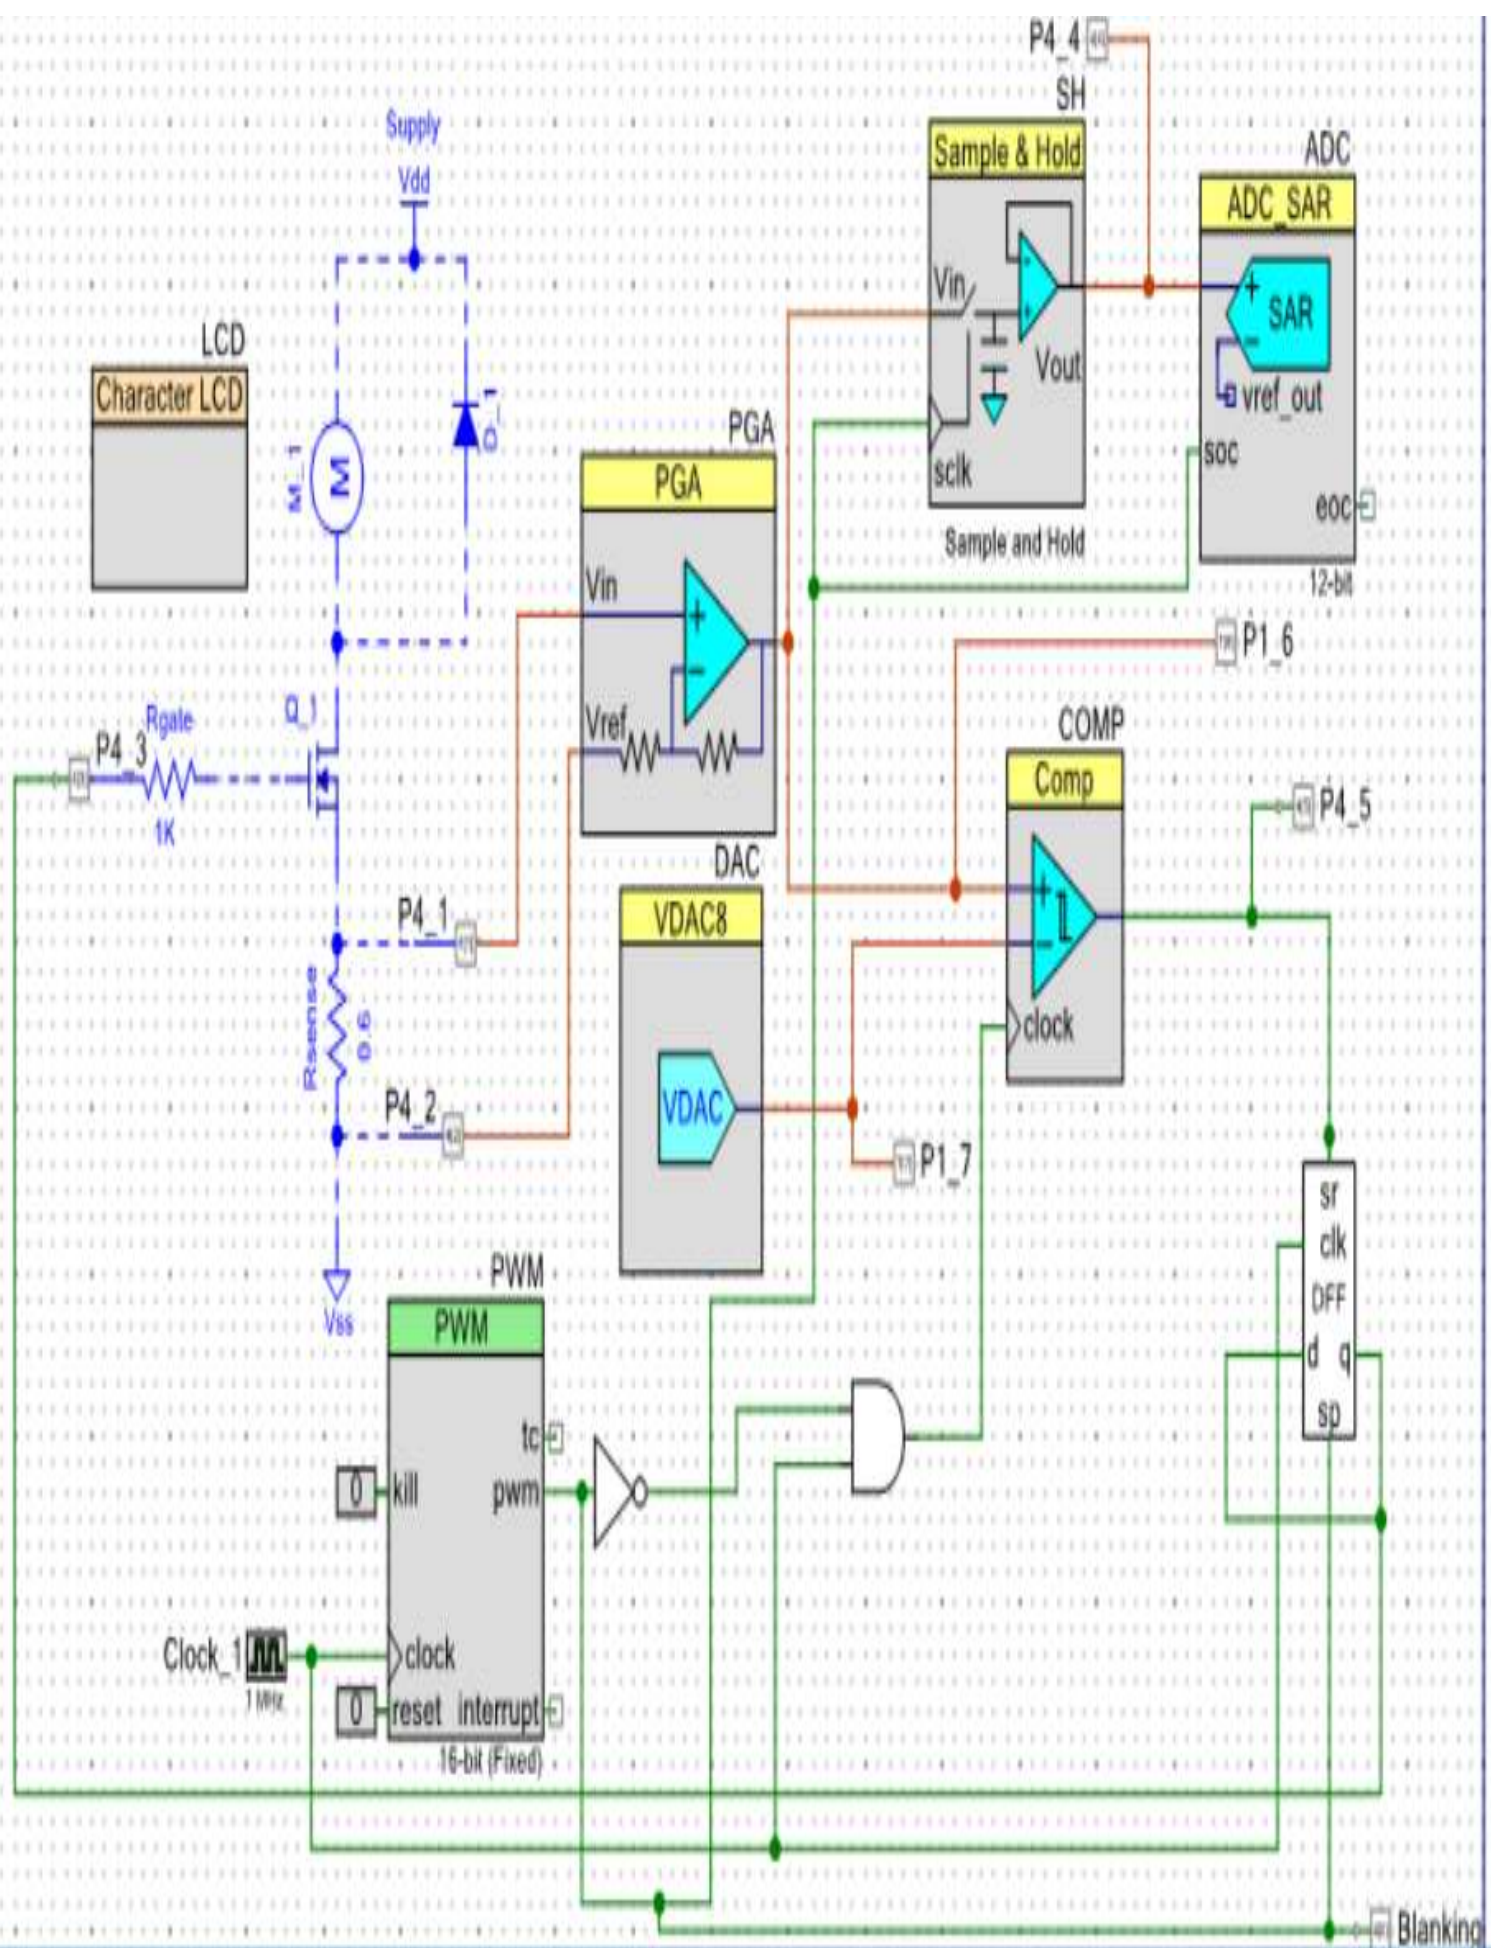 P4_4
SH
Supply
Sample & Hold
ADC
Vdd
ADC_SAR
Vin
SAR
LCD
Vout
Character LCD
vref_out
D_1
PGA
M_1
M
soc
sclk
PGA
eoc
Sample and Hold
12-bit
Vin
P1_6
Q_1
Rgate
Vref
COMP
P4_3
Comp
P4_5
1K
DAC
P4_1
VDAC8
Rsense
0.6
clock
P4_2
VDAC
P1_7
sr
clk
PWM
DFF
Vss
PWM
d q
sp
tc
0
kill
pwm
Clock_1
clock
1 MHz
0
reset interrupt
16-bit (Fixed)
Blanking